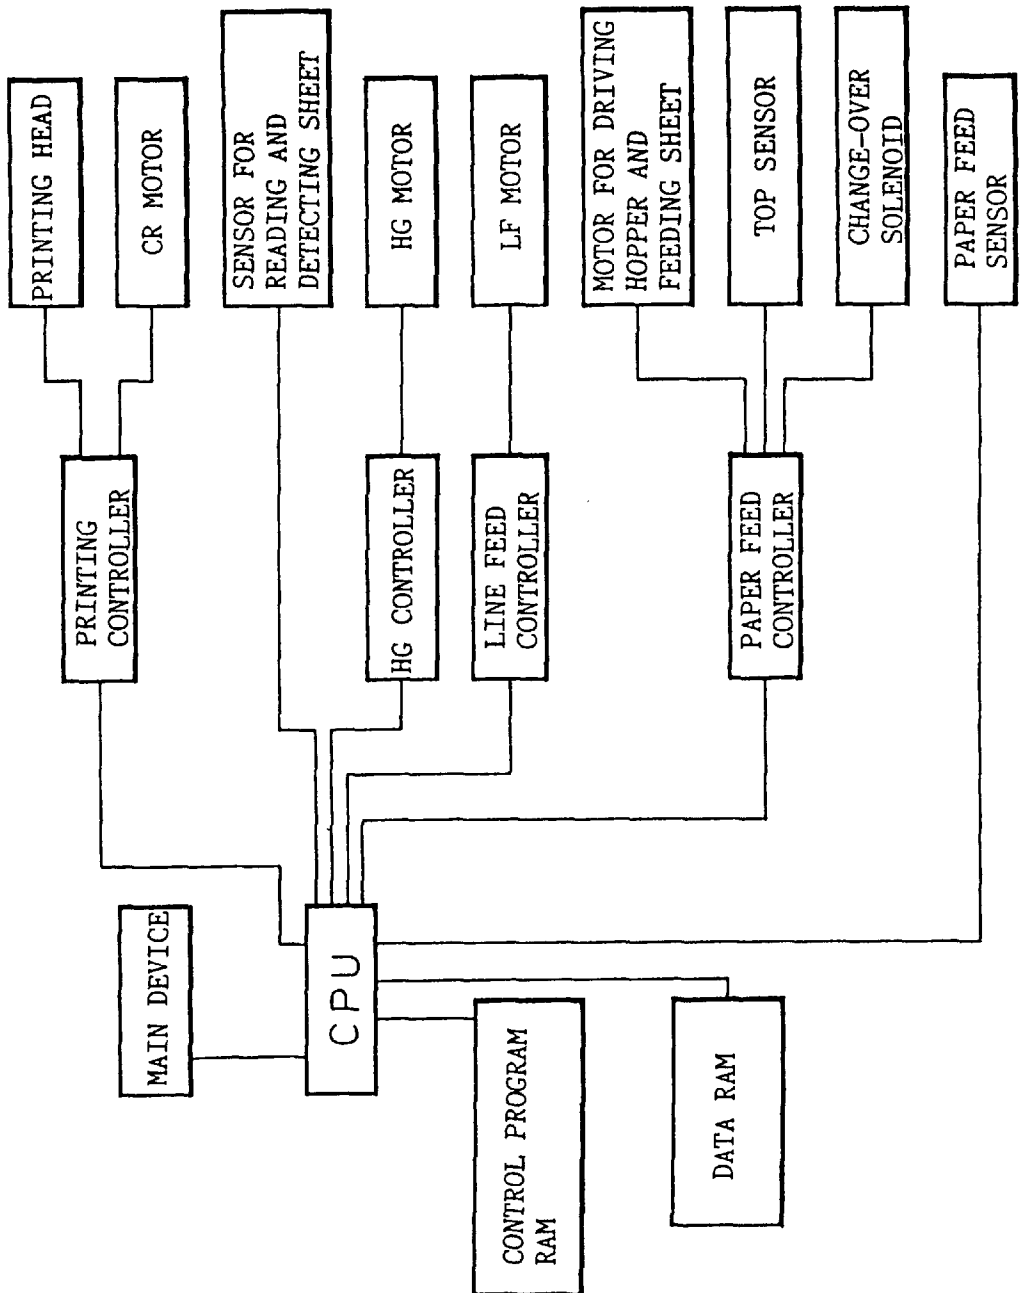 MAIN DEVICE
CPU
CONTROL PROGRAM
RAM
DATA RAM
PRINTING
CONTROLLER
HG CONTROLLER
LINE FEED
CONTROLLER
PAPER FEED
CONTROLLER
PRINTING HEAD
CR MOTOR
SENSOR FOR
READING AND
DETECTING SHEET
HG MOTOR
LF MOTOR
MOTOR FOR DRIVING
HOPPER AND
FEEDING SHEET
TOP SENSOR
CHANGE-OVER
SOLENOID
PAPER FEED
SENSOR